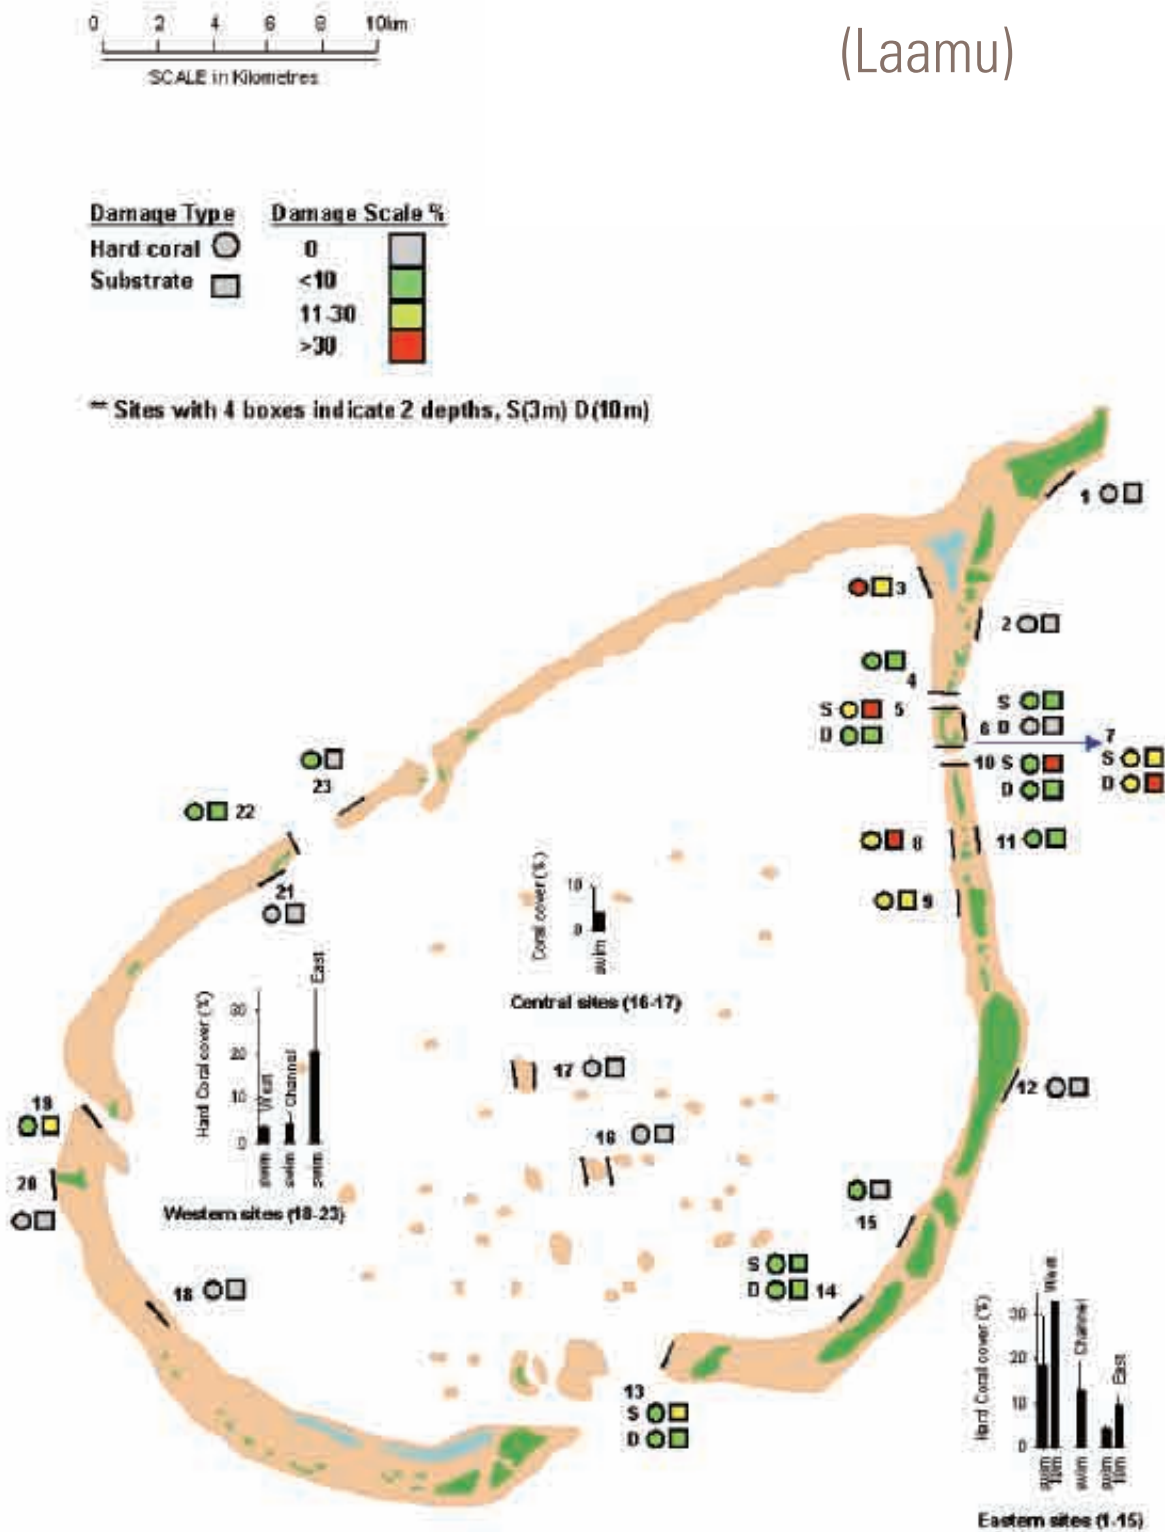 (Laamu)
0 2 4 6 8 10km
SCALE in Kilometres
Damage Type Damage Scale %
Hard coral 0
Substrate <10
11-30
>30
** Sites with 4 boxes indicate 2 depths, S(3m) D(10m)
1
3
2
4
S 5
D
S
6 D
7
S
D
10 S
D
8
11
9
23
22
21
Coral cover (%)
10
0
swim
Central sites (16-17)
Hard Coral cover (%)
30
20
10
0
West
Channel
East
swim
swim
swim
Western sites (18-23)
17
16
12
19
20
18
15
S
D 14
13
S
D
Hard Coral cover (%)
30
20
10
0
West
Channel
East
swim
10m
swim
swim
10m
Eastern sites (1-15)